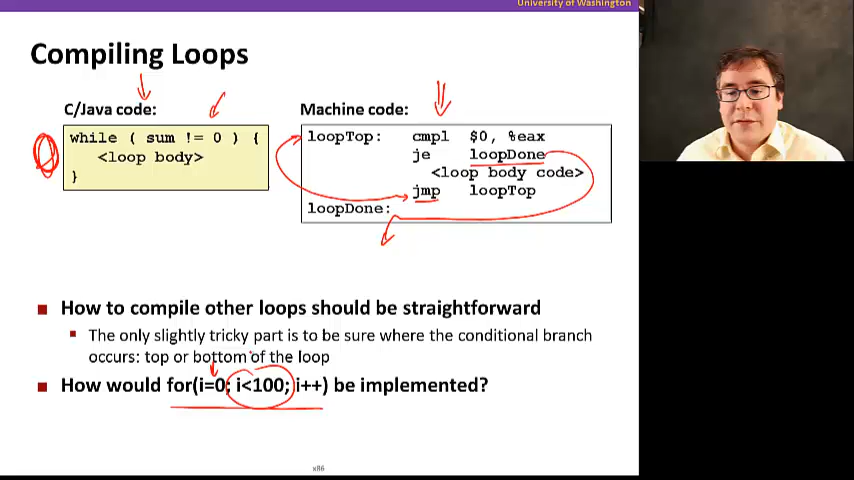 University of Washington
Compiling Loops
C/Java code:
Machine code:
while ( sum != 0 ) {
<loop body>
}
loopTop: cmpl $0, %eax
je loopDone
<loop body code>
jmp loopTop
loopDone:
How to compile other loops should be straightforward
The only slightly tricky part is to be sure where the conditional branch
occurs: top or bottom of the loop
How would for(i=0; i<100; i++) be implemented?
x86